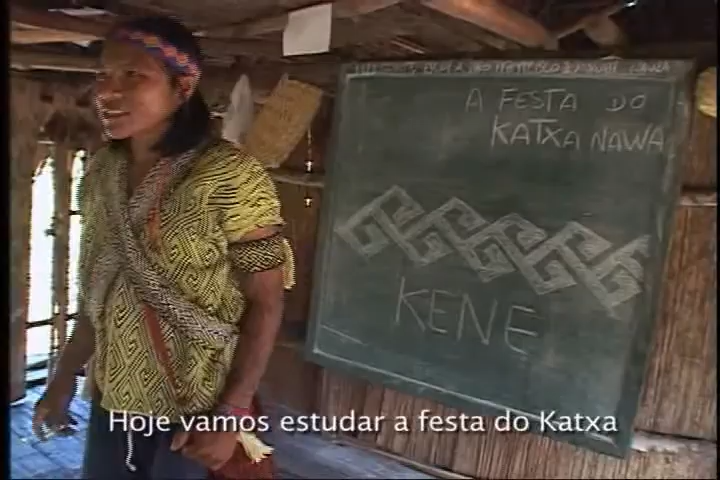 A FESTA DO
KATXA NAWA
KENE
Hoje vamos estudar a festa do Katxa